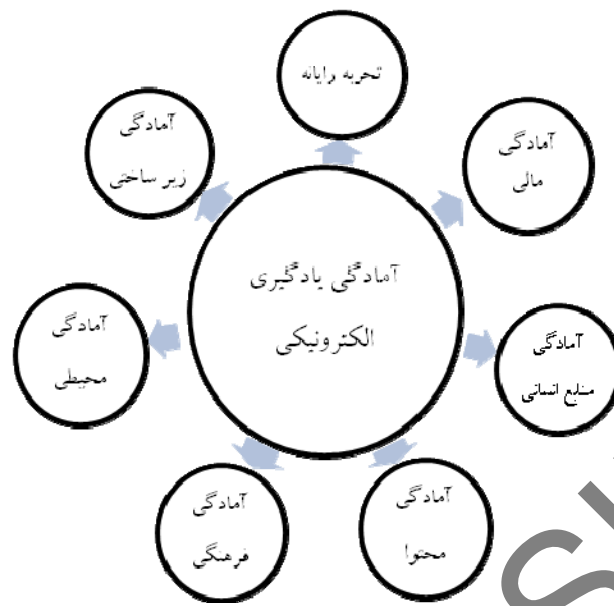 تجربه رایانه
آمادگی
مالی
آمادگی
زیر ساختی
آمادگی یادگیری
الکترونیکی
آمادگی
محیطی
آمادگی
منابع انسانی
آمادگی
فرهنگی
آمادگی
محتوا